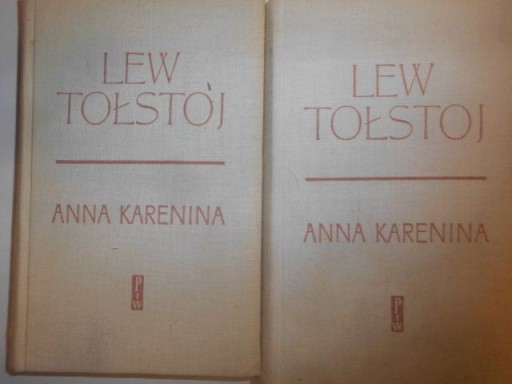 LEW
TOŁSTOJ
ANNA KARENINA
PIW
LEW
TOŁSTOJ
ANNA KARENINA
PIW